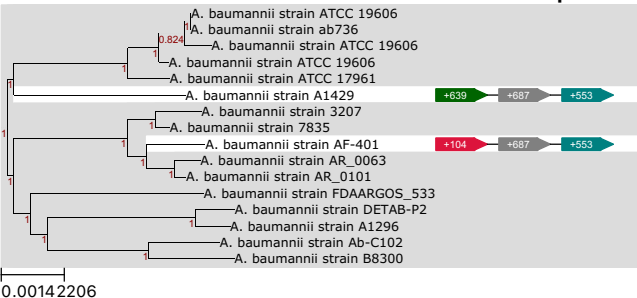 A. baumannii strain ATCC 19606
1
A. baumannii strain ab736
0.824
A. baumannii strain ATCC 19606
1
A. baumannii strain ATCC 19606
1
A. baumannii strain ATCC 17961
A. baumannii strain A1429 +639 +687 +553
A. baumannii strain 3207
1
A. baumannii strain 7835
1
1
A. baumannii strain AF-401 +104 +687 +553
1
A. baumannii strain AR_0063
1
A. baumannii strain AR_0101
1
A. baumannii strain FDAARGOS_533
A. baumannii strain DETAB-P2
1
1
A. baumannii strain A1296
1
A. baumannii strain Ab-C102
1
A. baumannii strain B8300
0.00142206